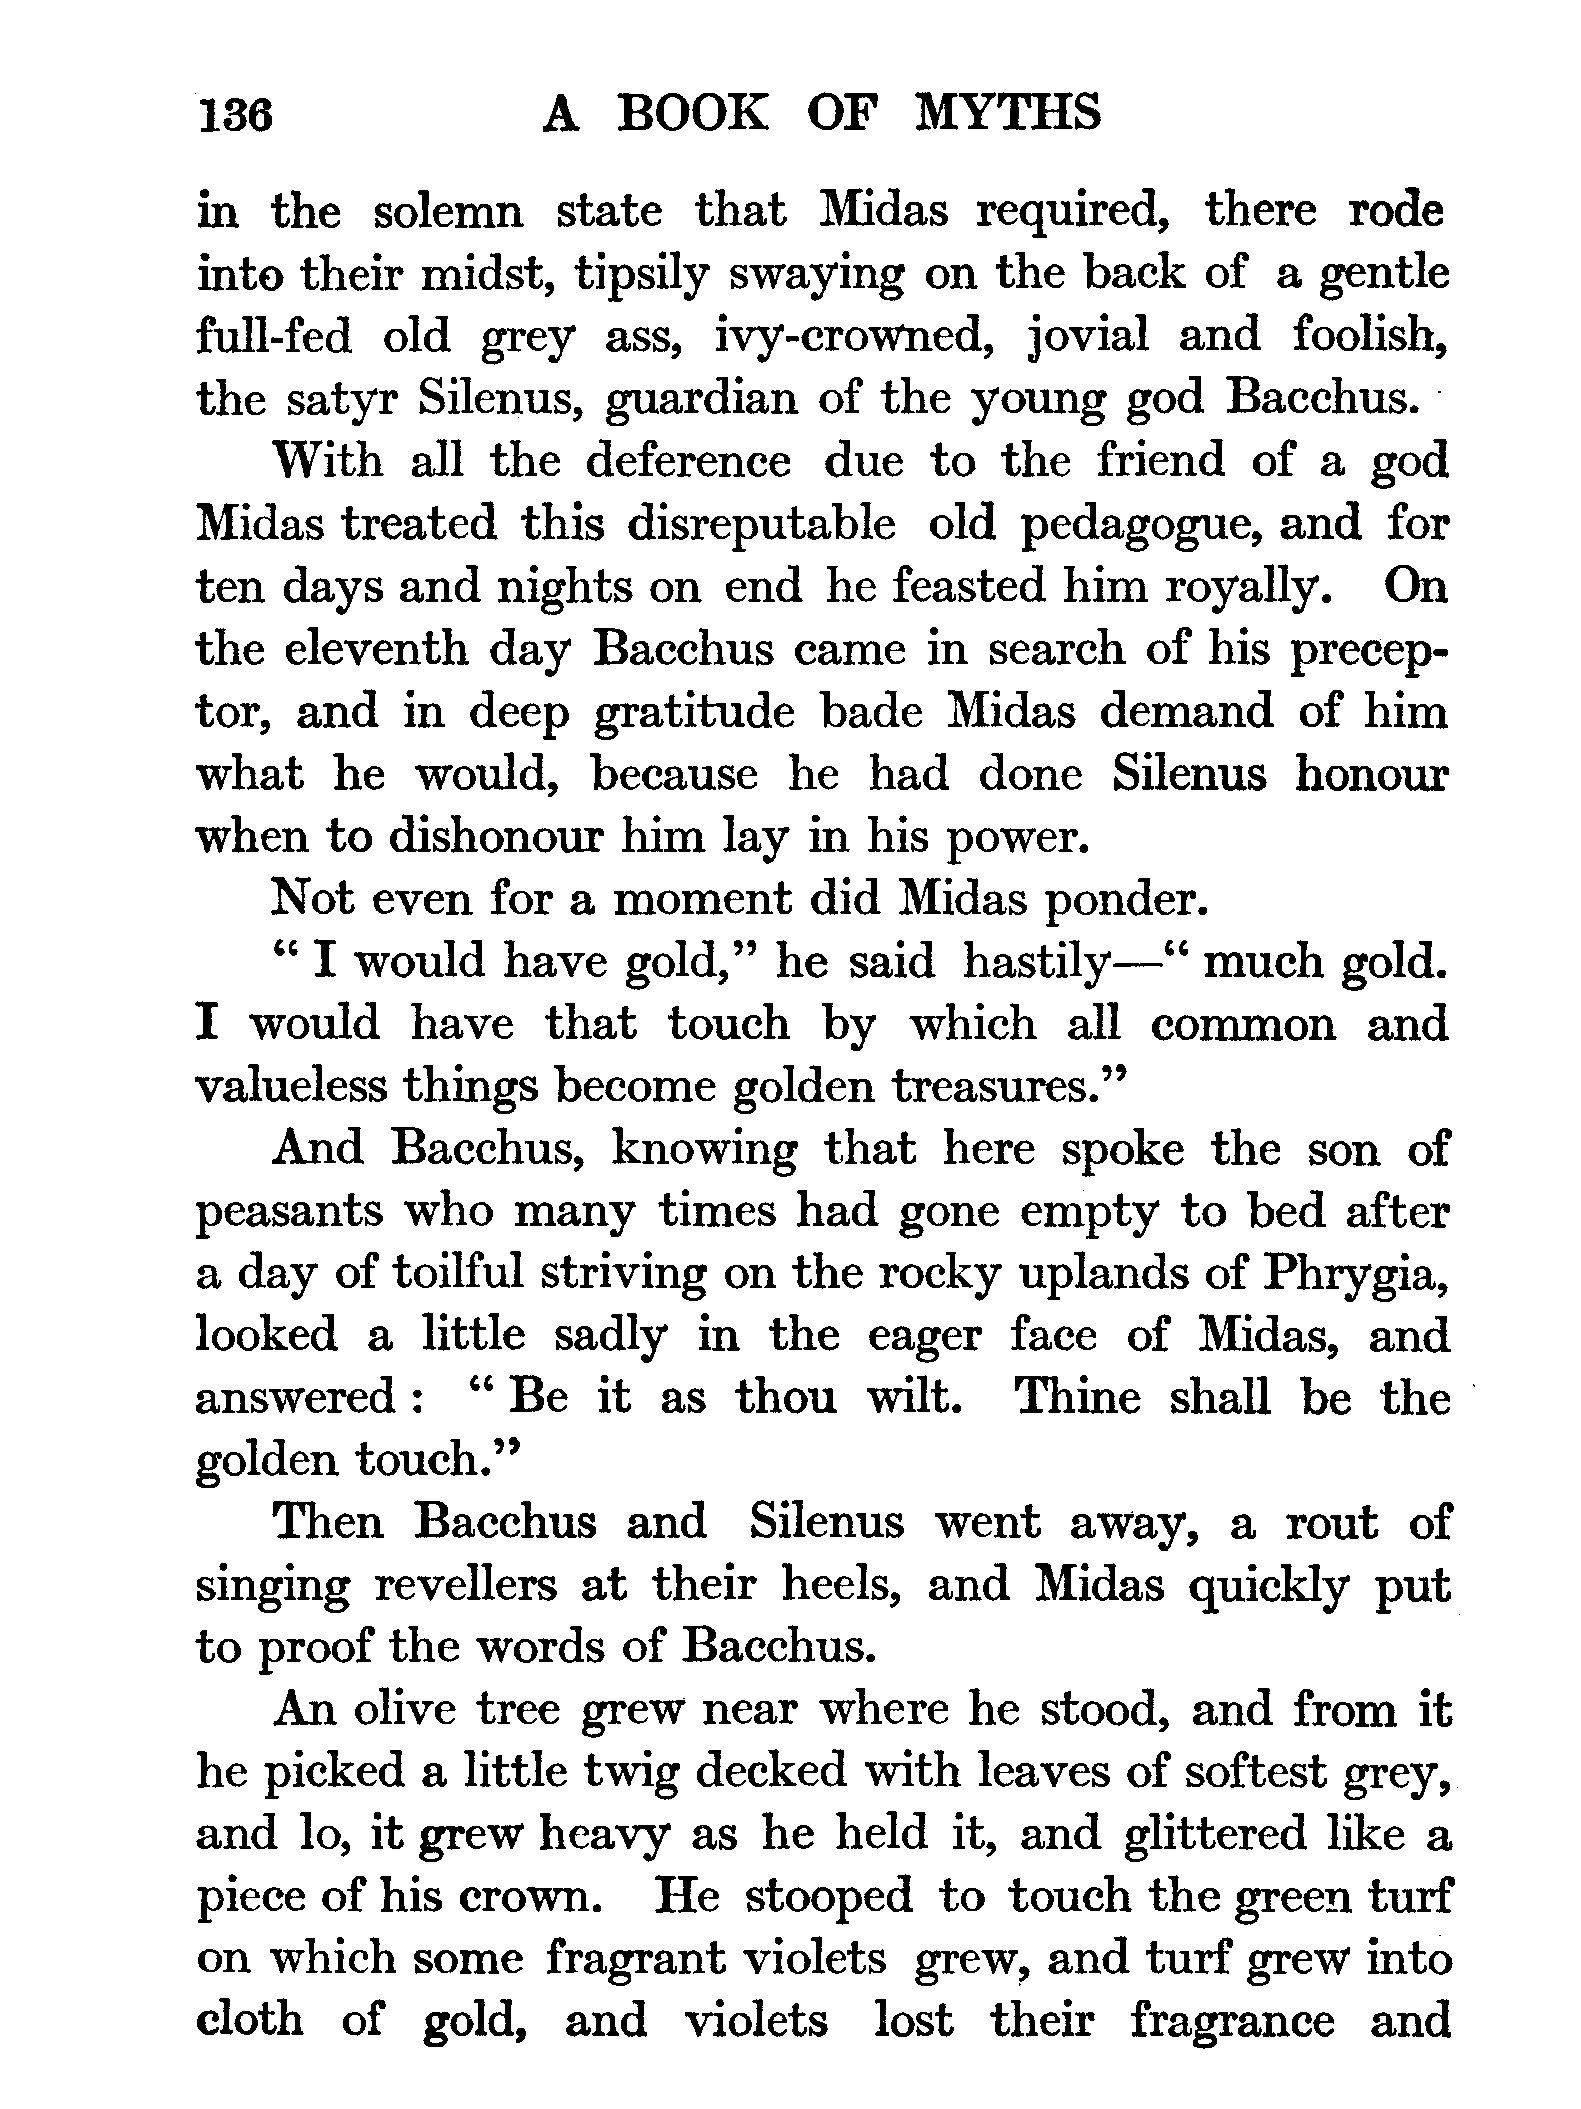 136 A BOOK OF MYTHS
in the solemn state that Midas required, there rode
into their midst, tipsily swaying on the back of a gentle
full-fed old grey ass, ivy-crowned, jovial and foolish,
the satyr Silenus, guardian of the young god Bacchus.
With all the deference due to the friend of a god
Midas treated this disreputable old pedagogue, and for
ten days and nights on end he feasted him royally. On
the eleventh day Bacchus came in search of his precep-
tor, and in deep gratitude bade Midas demand of him
what he would, because he had done Silenus honour
when to dishonour him lay in his power.
Not even for a moment did Midas ponder.
“ I would have gold,” he said hastily—“ much gold.
I would have that touch by which all common and
valueless things become golden treasures.”
And Bacchus, knowing that here spoke the son of
peasants who many times had gone empty to bed after
a day of toilful striving on the rocky uplands of Phrygia,
looked a little sadly in the eager face of Midas, and
answered : “ Be it as thou wilt. Thine shall be the
golden touch.”
Then Bacchus and Silenus went away, a rout of
singing revellers at their heels, and Midas quickly put
to proof the words of Bacchus.
An olive tree grew near where he stood, and from it
he picked a little twig decked with leaves of softest grey,
and lo, it grew heavy as he held it, and glittered like a
piece of his crown. He stooped to touch the green turf
on which some fragrant violets grew, and turf grew into
cloth of gold, and violets lost their fragrance and